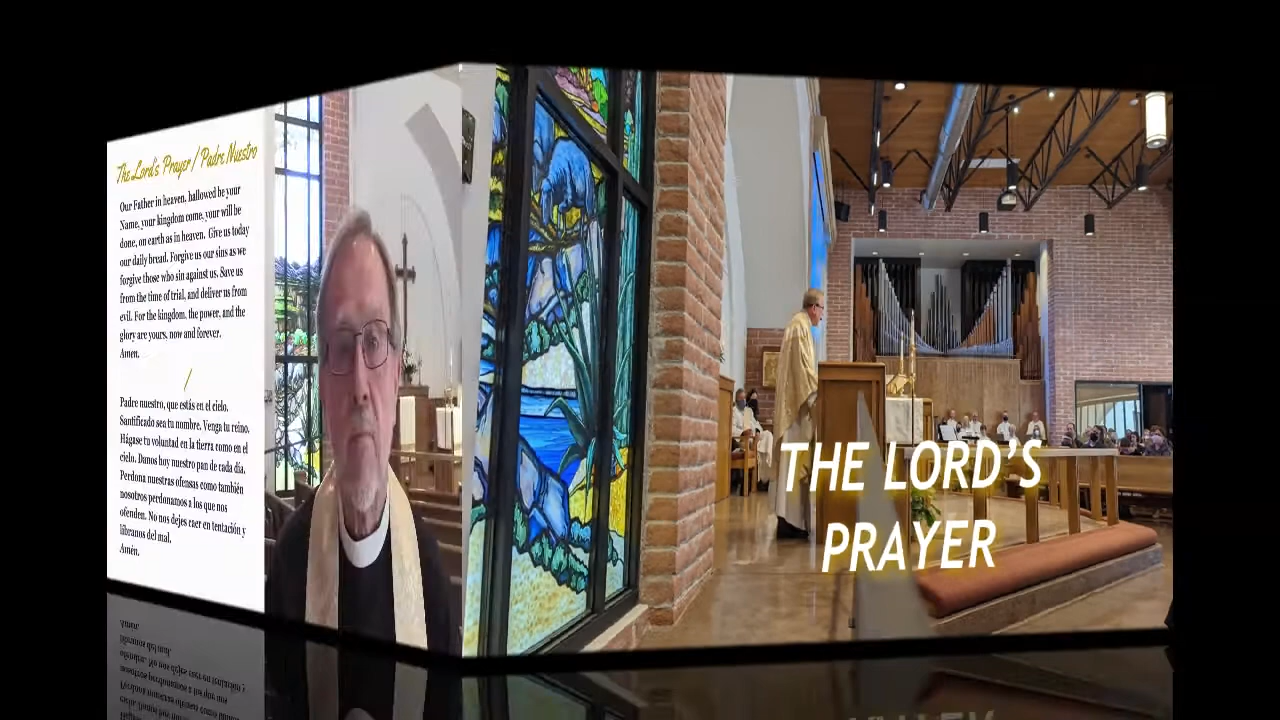 The Lord's Prayer / Padre Nuestro
Our Father in heaven, hallowed be your
Name, your kingdom come, your will be
done, on earth as in heaven. Give us today
our daily bread. Forgive us our sins as we
forgive those who sin against us. Save us
from the time of trial, and deliver us from
evil. For the kingdom, the power, and the
glory are yours, now and forever.
Amen.
/
Padre nuestro, que estás en el cielo.
Santificado sea tu nombre. Venga tu reino.
Hágase tu voluntad en la tierra como en el
cielo. Danos hoy nuestro pan de cada día.
Perdona nuestras ofensas como también
nosotros perdonamos a los que nos
ofenden. No nos dejes caer en tentación y
líbranos del mal.
Amén.
THE LORD'S
PRAYER